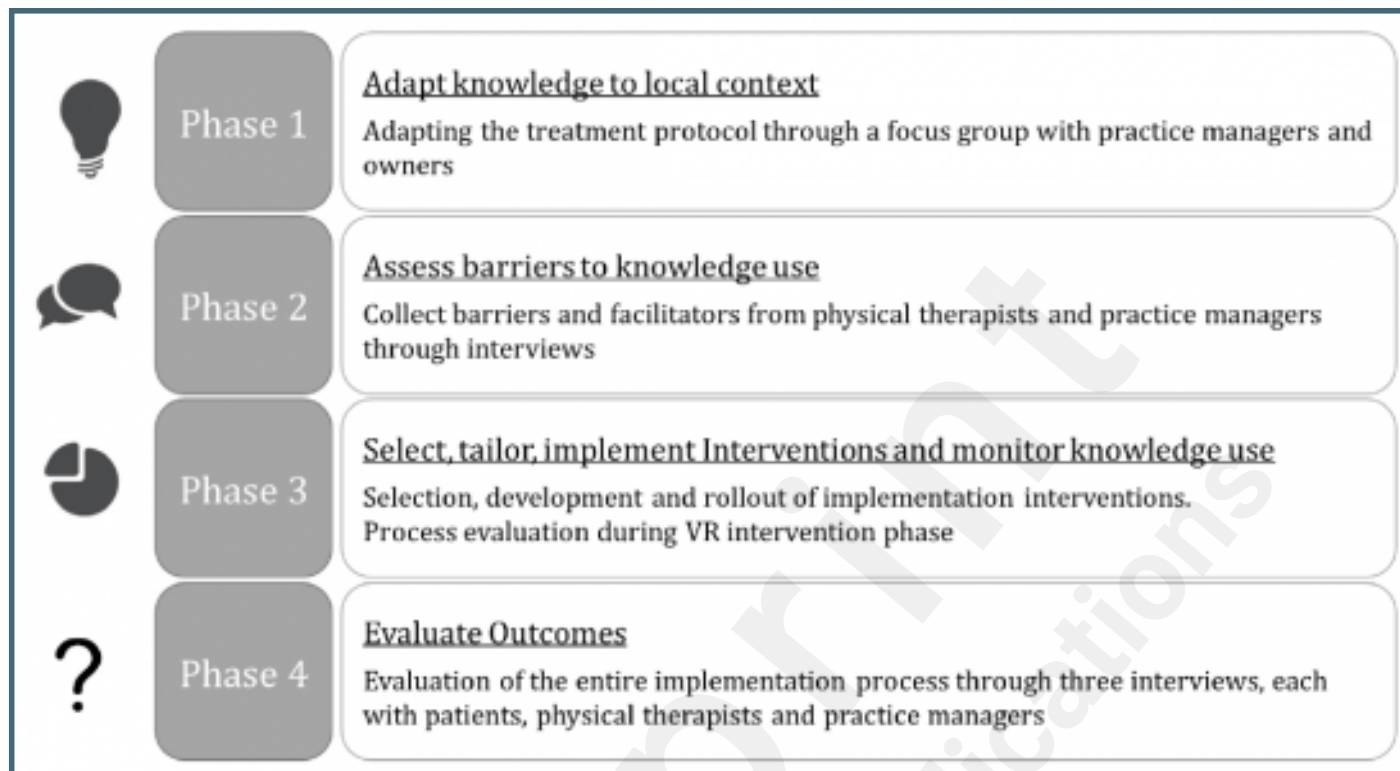 Phase 1
Adapt knowledge to local context
Adapting the treatment protocol through a focus group with practice managers and
owners
Phase 2
Assess barriers to knowledge use
Collect barriers and facilitators from physical therapists and practice managers
through interviews
Phase 3
Select, tailor, implement Interventions and monitor knowledge use
Selection, development and rollout of implementation interventions.
Process evaluation during VR intervention phase
?
Phase 4
Evaluate Outcomes
Evaluation of the entire implementation process through three interviews, each
with patients, physical therapists and practice managers
print
ications